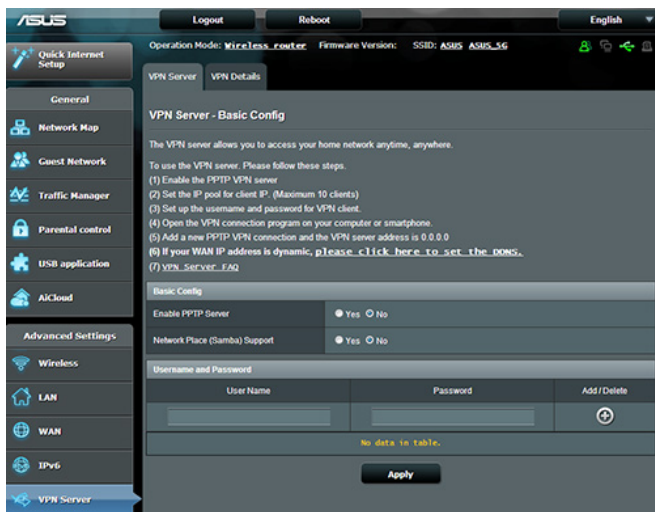 ASUS
Logout
Reboot
English
Quick Internet
Setup
Operation Mode: Wireless router Firmware Version: SSID: ASUS ASUS_5G
General
Network Map
Guest Network
Traffic Manager
Parental control
USB application
AiCloud
Advanced Settings
Wireless
LAN
WAN
IPv6
VPN Server
VPN Server
VPN Details
VPN Server - Basic Config
The VPN server allows you to access your home network anytime, anywhere.
To use the VPN server. Please follow these steps.
(1) Enable the PPTP VPN server
(2) Set the IP pool for client IP. (Maximum 10 clients)
(3) Set up the username and password for VPN client.
(4) Open the VPN connection program on your computer or smartphone.
(5) Add a new PPTP VPN connection and the VPN server address is 0.0.0.0
(6) If your WAN IP address is dynamic, please click here to set the DDNS.
(7) VPN Server FAQ
Basic Config
Enable PPTP Server Yes No
Network Place (Samba) Support Yes No
Username and Password
User Name Password Add / Delete
No data in table.
Apply